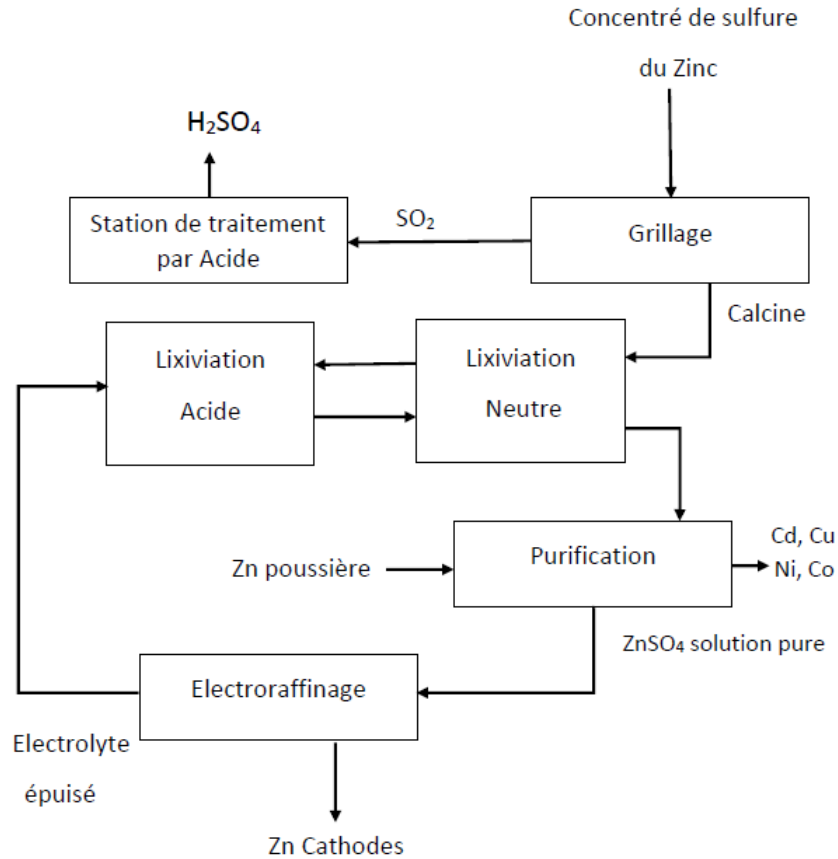 Concentré de sulfure
du Zinc
H₂SO₄
Station de traitement
par Acide
SO₂
Grillage
Calcine
Lixiviation
Acide
Lixiviation
Neutre
Zn poussière
Purification
Cd, Cu
Ni, Co
ZnSO₄ solution pure
Electroraffinage
Electrolyte
épuisé
Zn Cathodes